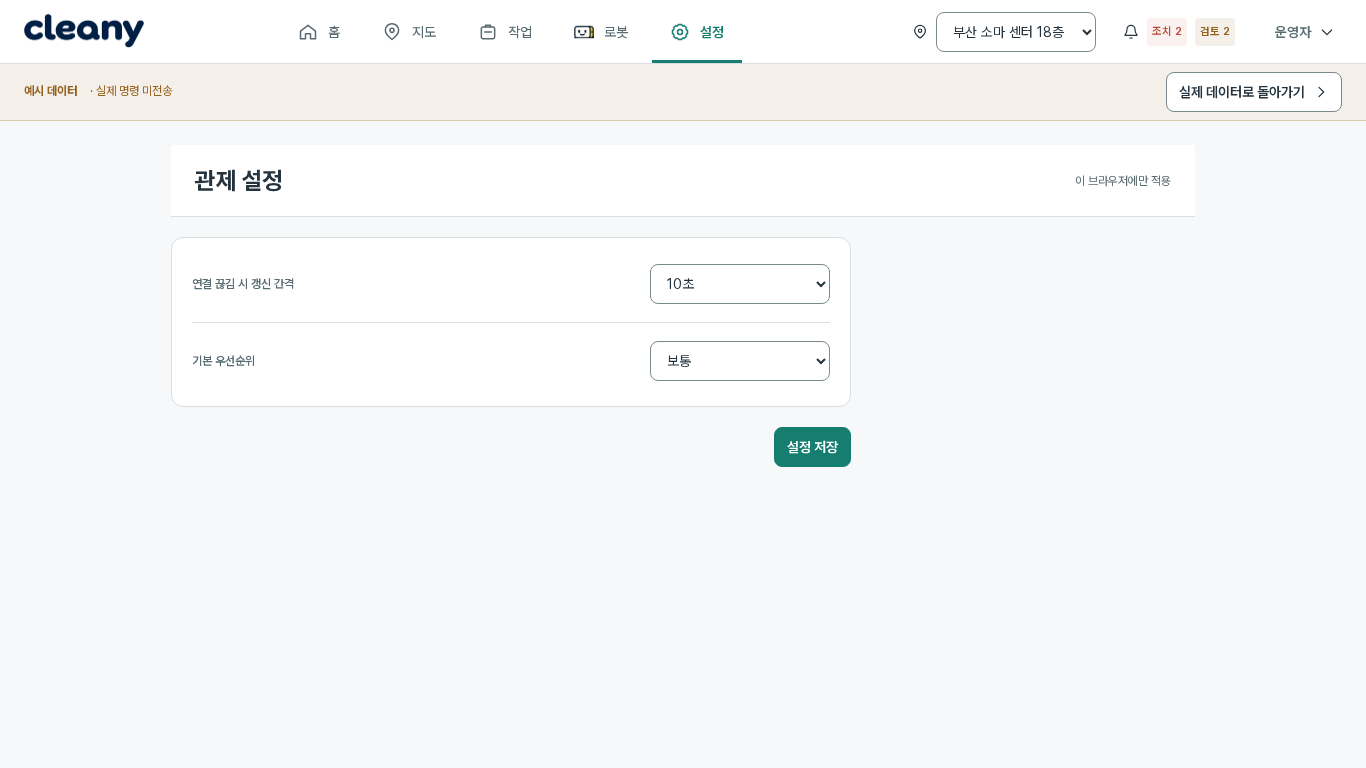 cleany
홈
지도
작업
로봇
설정
부산 소마 센터 18층
조치 2
검토 2
운영자
예시 데이터 · 실제 명령 미전송
실제 데이터로 돌아가기
관제 설정
이 브라우저에만 적용
연결 끊김 시 갱신 간격
10초
기본 우선순위
보통
설정 저장